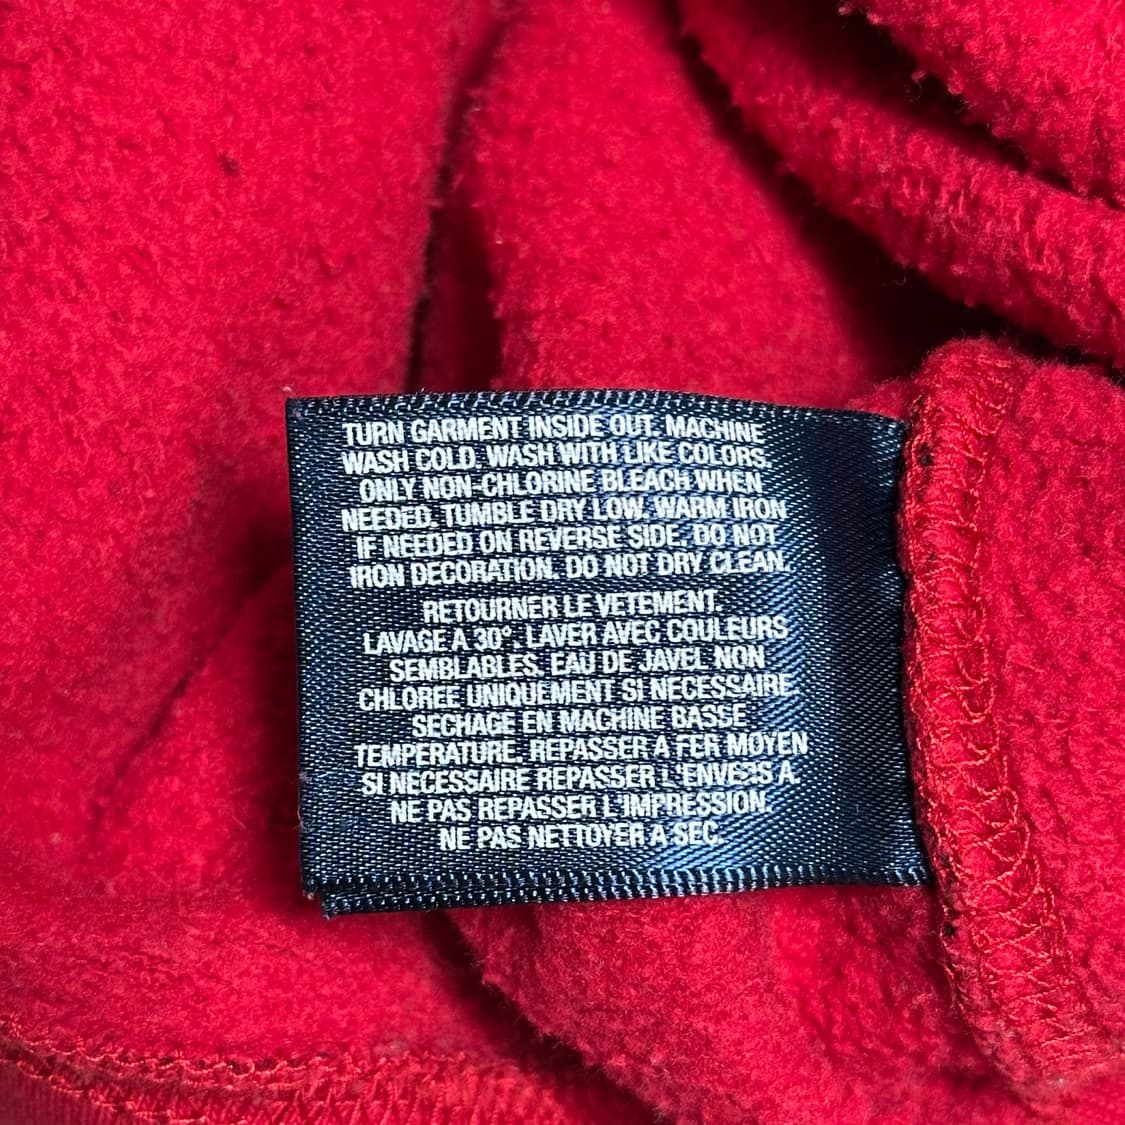 TURN GARMENT INSIDE OUT. MACHINE
WASH COLD. WASH WITH LIKE COLORS.
ONLY NON-CHLORINE BLEACH WHEN
NEEDED. TUMBLE DRY LOW. WARM IRON
IF NEEDED ON REVERSE SIDE. DO NOT
IRON DECORATION. DO NOT DRY CLEAN.
RETOURNER LE VETEMENT.
LAVAGE A 30°. LAVER AVEC COULEURS
SEMBLABLES. EAU DE JAVEL NON
CHLOREE UNIQUEMENT SI NECESSAIRE
SECHAGE EN MACHINE BASSE
TEMPERATURE. REPASSER A FER MOYEN
SI NECESSAIRE REPASSER L'ENVERS A.
NE PAS REPASSER L'IMPRESSION.
NE PAS NETTOYER A SEC.